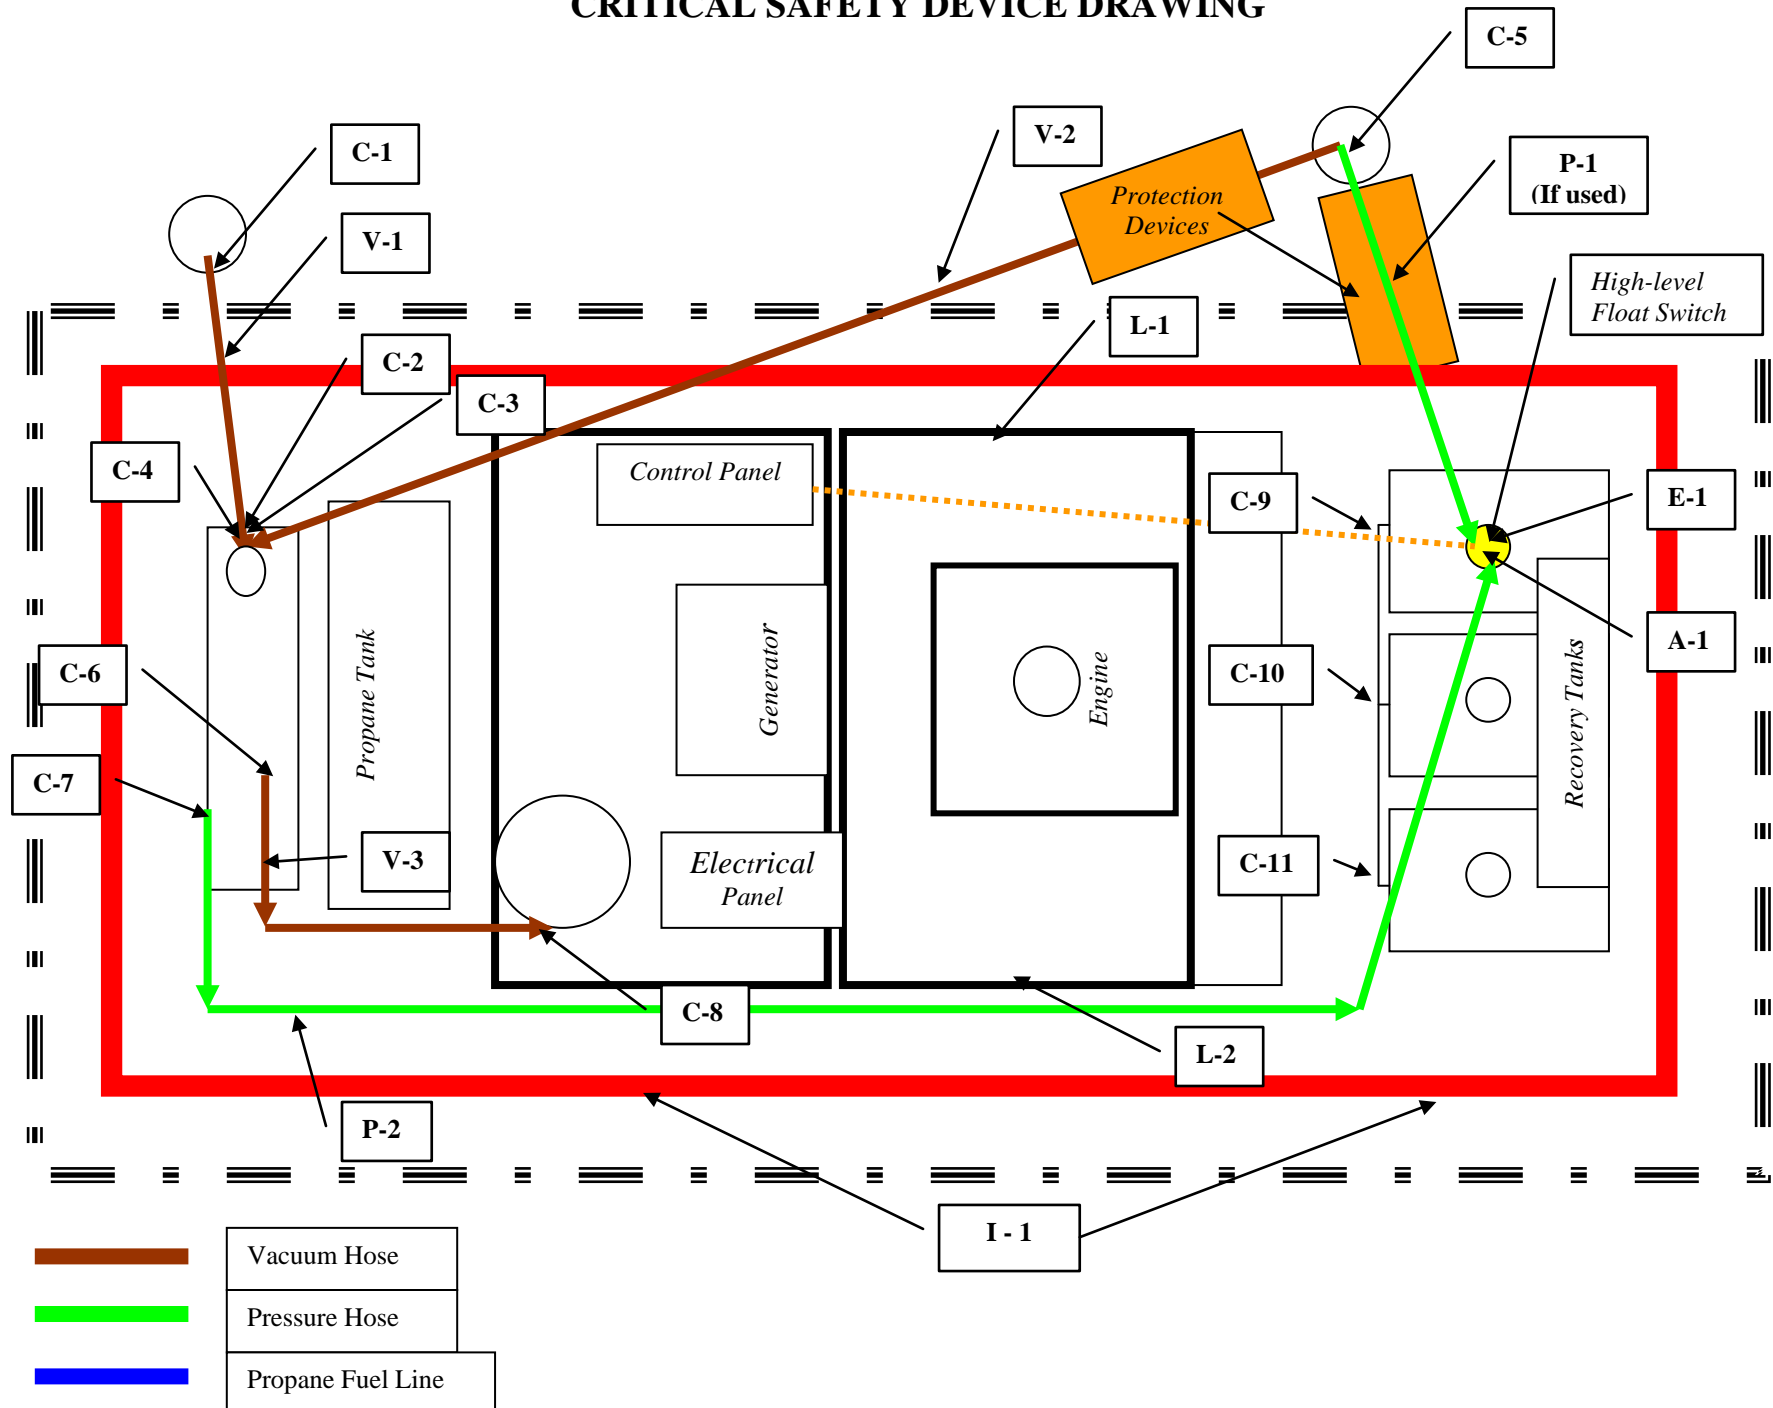 CRITICAL SAFETY DEVICE DRAWING
C-5
C-1
V-2
P-1
(If used)
Protection
Devices
V-1
High-level
Float Switch
L-1
C-2
C-3
C-4
Control Panel
C-9
E-1
Propane Tank
Generator
Engine
Recovery Tanks
A-1
C-6
C-10
C-7
V-3
Electrical
Panel
C-11
C-8
L-2
P-2
I - 1
Vacuum Hose
Pressure Hose
Propane Fuel Line